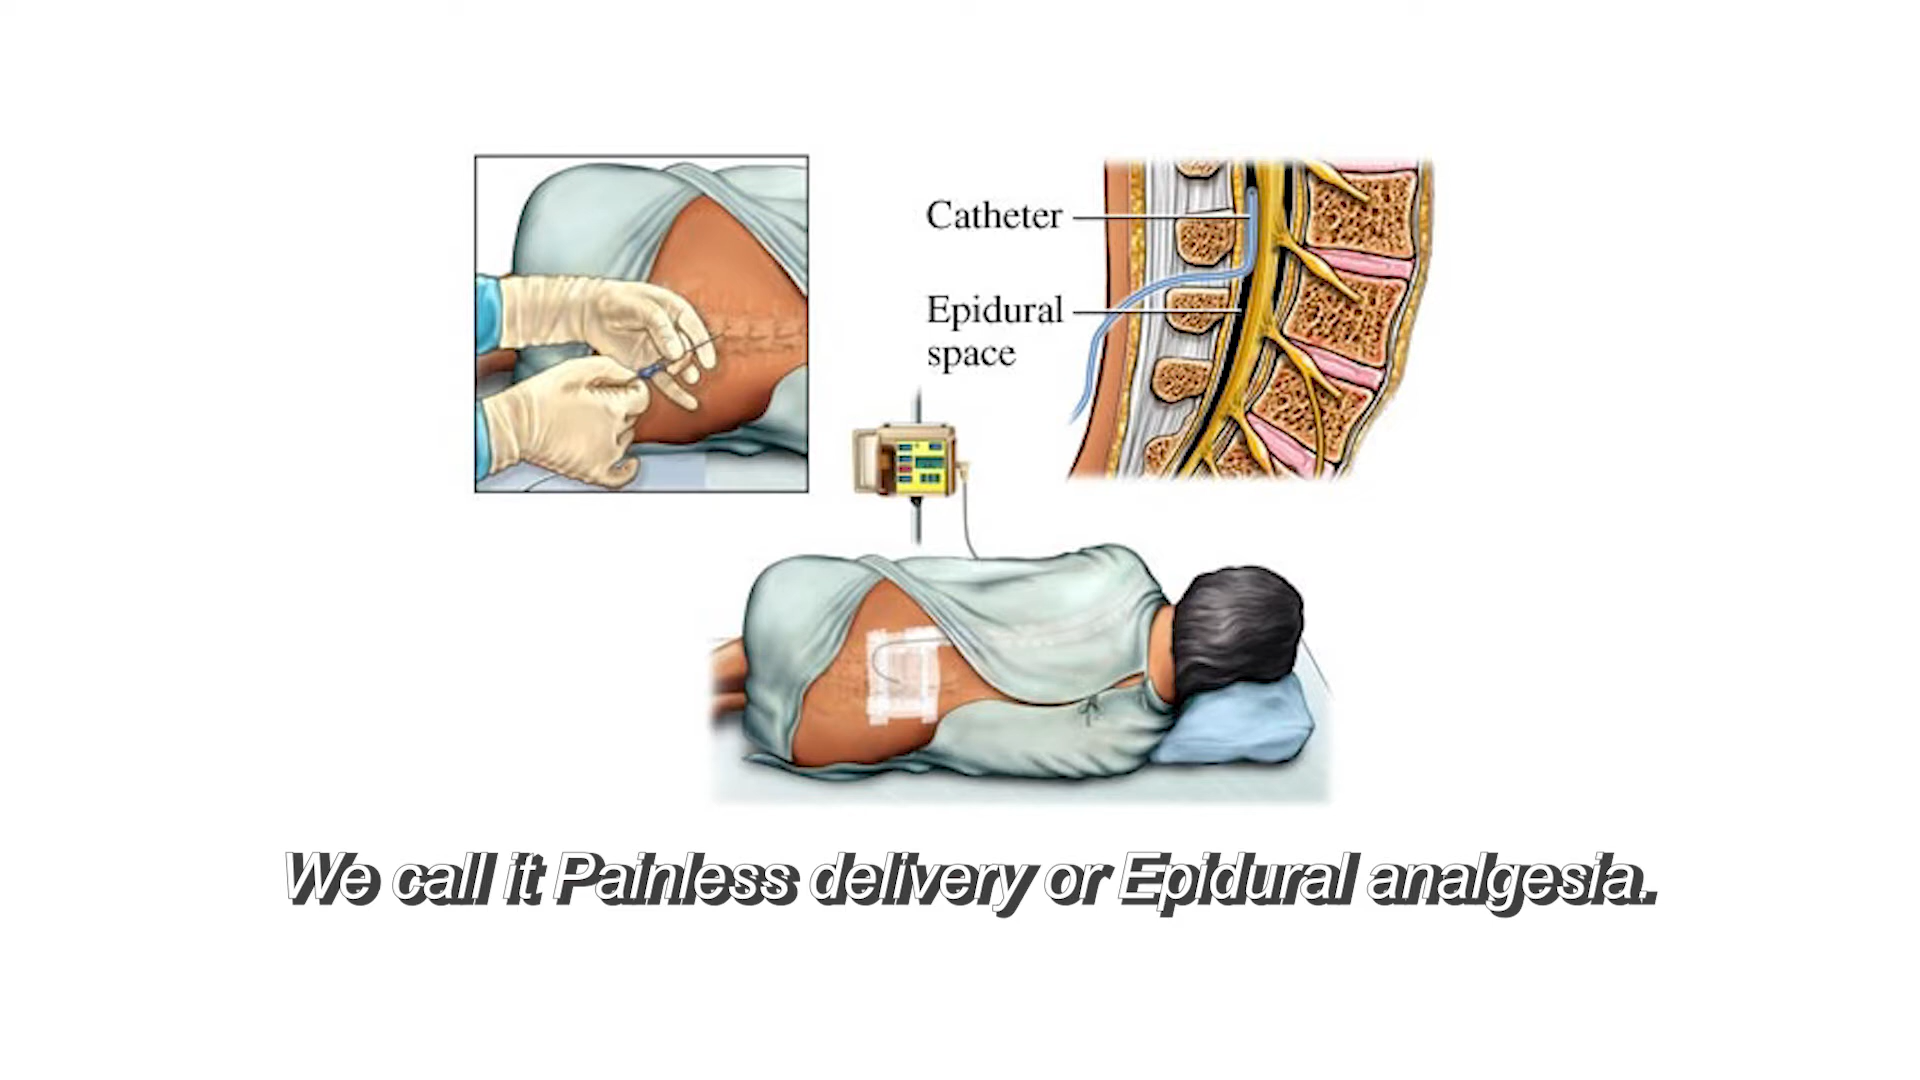 Catheter
Epidural
space
We call it Painless delivery or Epidural analgesia.